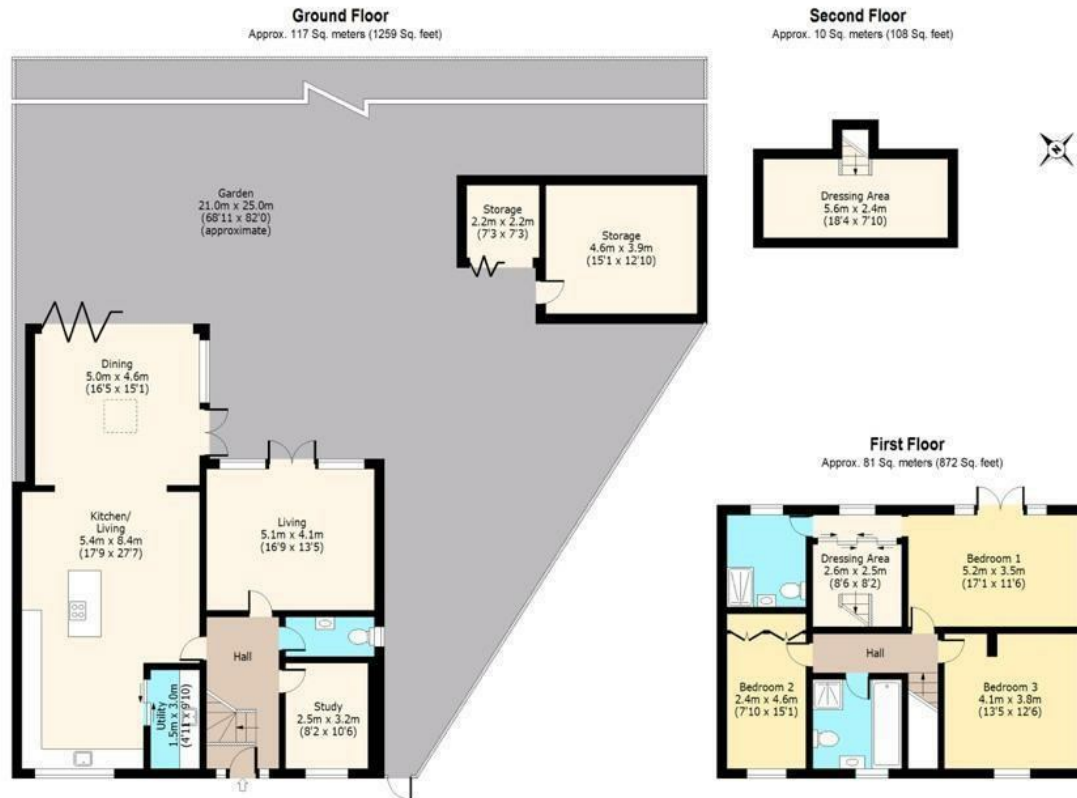 Ground Floor
Approx. 117 Sq. meters (1259 Sq. feet)
Second Floor
Approx. 10 Sq. meters (108 Sq. feet)
Garden
21.0m x 25.0m
(68'11 x 82'0)
(approximate)
Storage
2.2m x 2.2m
(7'3 x 7'3)
Storage
4.6m x 3.9m
(15'1 x 12'10)
Dressing Area
5.6m x 2.4m
(18'4 x 7'10)
N
Dining
5.0m x 4.6m
(16'5 x 15'1)
Kitchen/
Living
5.4m x 8.4m
(17'9 x 27'7)
Living
5.1m x 4.1m
(16'9 x 13'5)
Hall
Utility
1.5m x 3.0m
(4'11 x 9'10)
Study
2.5m x 3.2m
(8'2 x 10'6)
First Floor
Approx. 81 Sq. meters (872 Sq. feet)
Dressing Area
2.6m x 2.5m
(8'6 x 8'2)
Bedroom 1
5.2m x 3.5m
(17'1 x 11'6)
Hall
Bedroom 2
2.4m x 4.6m
(7'10 x 15'1)
Bedroom 3
4.1m x 3.8m
(13'5 x 12'6)